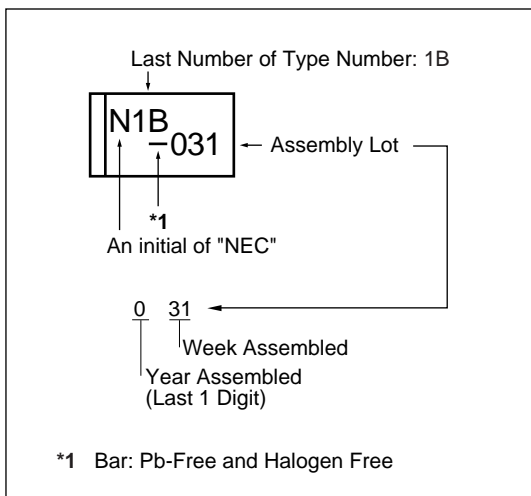 Last Number of Type Number: 1B
N1B
–031
Assembly Lot
*1
An initial of "NEC"
0 31
Week Assembled
Year Assembled
(Last 1 Digit)
*1 Bar: Pb-Free and Halogen Free